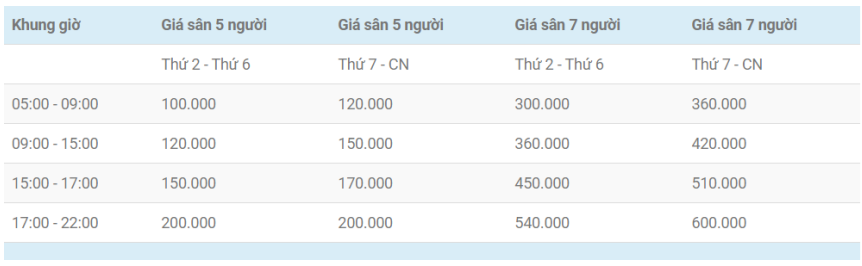 Khung giờ Giá sân 5 người Giá sân 5 người Giá sân 7 người Giá sân 7 người
Thứ 2 - Thứ 6 Thứ 7 - CN Thứ 2 - Thứ 6 Thứ 7 - CN
05:00 - 09:00 100.000 120.000 300.000 360.000
09:00 - 15:00 120.000 150.000 360.000 420.000
15:00 - 17:00 150.000 170.000 450.000 510.000
17:00 - 22:00 200.000 200.000 540.000 600.000